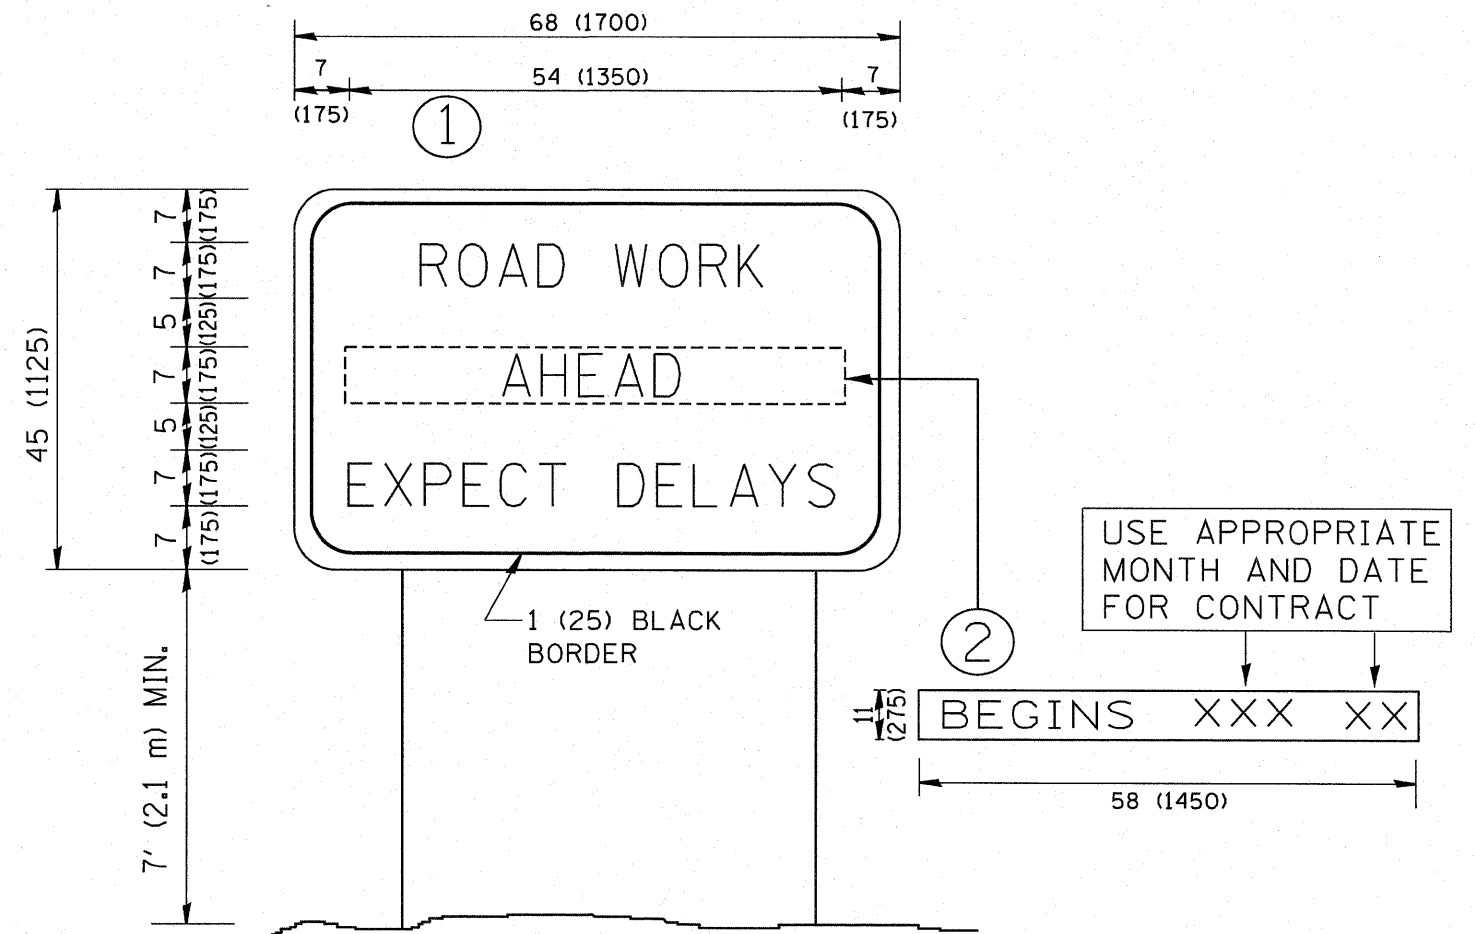 68 (1700)
7
54 (1350)
7
(175)
(175)
1
7
(175)
7
(175)
5
(125)
7
(175)
5
(125)
7
(175)
7
(175)
45 (1125)
ROAD WORK
AHEAD
EXPECT DELAYS
1 (25) BLACK
BORDER
7' (2.1 m) MIN.
2
USE APPROPRIATE
MONTH AND DATE
FOR CONTRACT
11
(275)
BEGINS XXX XX
58 (1450)